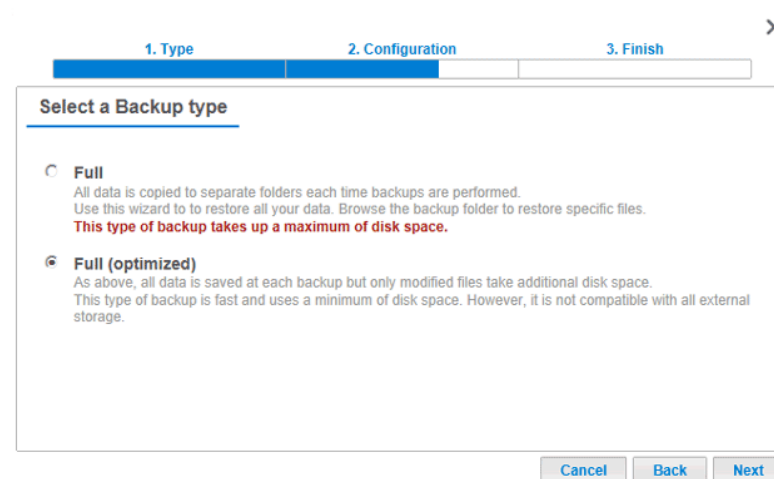 1. Type 2. Configuration 3. Finish
Select a Backup type
Full
All data is copied to separate folders each time backups are performed.
Use this wizard to to restore all your data. Browse the backup folder to restore specific files.
This type of backup takes up a maximum of disk space.
Full (optimized)
As above, all data is saved at each backup but only modified files take additional disk space.
This type of backup is fast and uses a minimum of disk space. However, it is not compatible with all external
storage.
Cancel Back Next